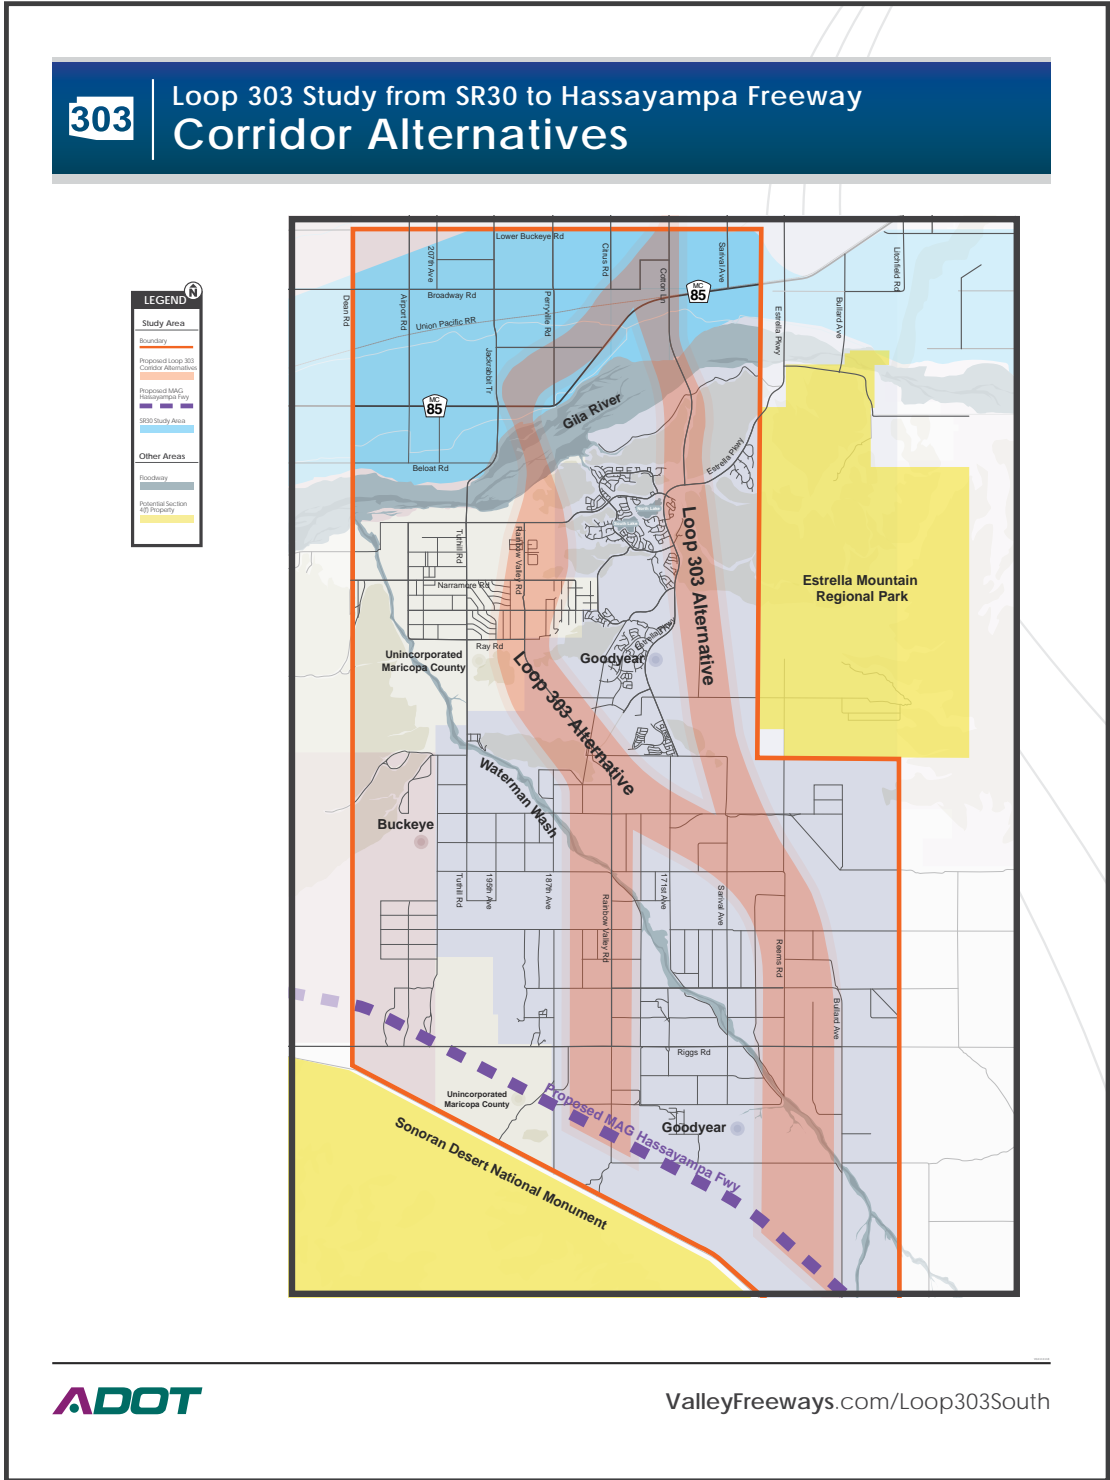 303
Loop 303 Study from SR30 to Hassayampa Freeway
Corridor Alternatives
LEGEND
N
Study Area
Boundary
Proposed Loop 303
Corridor Alternatives
Proposed MAG
Hassayampa Fwy
SR30 Study Area
Other Areas
Floodway
Potential Section
4(f) Property
Lower Buckeye Rd
207th Ave
Citrus Rd
Cotton Ln
Sarival Ave
Litchfield Rd
MC
85
Dean Rd
Airport Rd
Broadway Rd
Perryville Rd
Estrella Pkwy
Bullard Ave
Union Pacific RR
Jackrabbit Tr
MC
85
Gila River
Beloat Rd
Estrella Pkwy
Tuthill Rd
Rainbow Valley Rd
Loop 303 Alternative
Narramore Rd
Estrella Mountain
Regional Park
Ray Rd
Estrella Pkwy
Unincorporated
Maricopa County
Goodyear
Loop 303 Alternative
Waterman Wash
Buckeye
Tuthill Rd
195th Ave
187th Ave
Rainbow Valley Rd
171st Ave
Sarival Ave
Reems Rd
Bullard Ave
Riggs Rd
Unincorporated
Maricopa County
Proposed MAG Hassayampa Fwy
Goodyear
Sonoran Desert National Monument
ADOT
ValleyFreeways.com/Loop303South